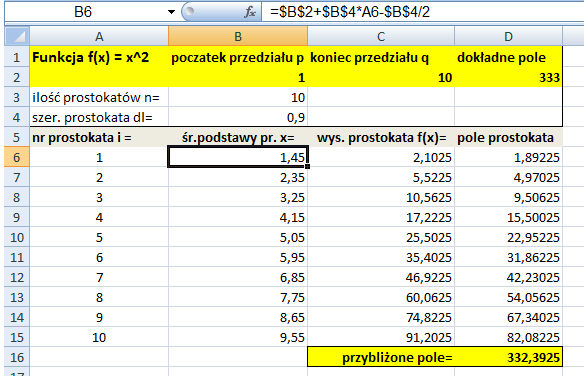 B6 fx =$B$2+$B$4*A6-$B$4/2
A B C D
1 Funkcja f(x) = x^2 poczatek przedziału p koniec przedziału q dokładne pole
2 1 10 333
3 ilość prostokatów n= 10
4 szer. prostokata dl= 0,9
5 nr prostokata i = śr.podstawy pr. x= wys. prostokata f(x)= pole prostokata
6 1 1,45 2,1025 1,89225
7 2 2,35 5,5225 4,97025
8 3 3,25 10,5625 9,50625
9 4 4,15 17,2225 15,50025
10 5 5,05 25,5025 22,95225
11 6 5,95 35,4025 31,86225
12 7 6,85 46,9225 42,23025
13 8 7,75 60,0625 54,05625
14 9 8,65 74,8225 67,34025
15 10 9,55 91,2025 82,08225
16 przybliżone pole= 332,3925
17